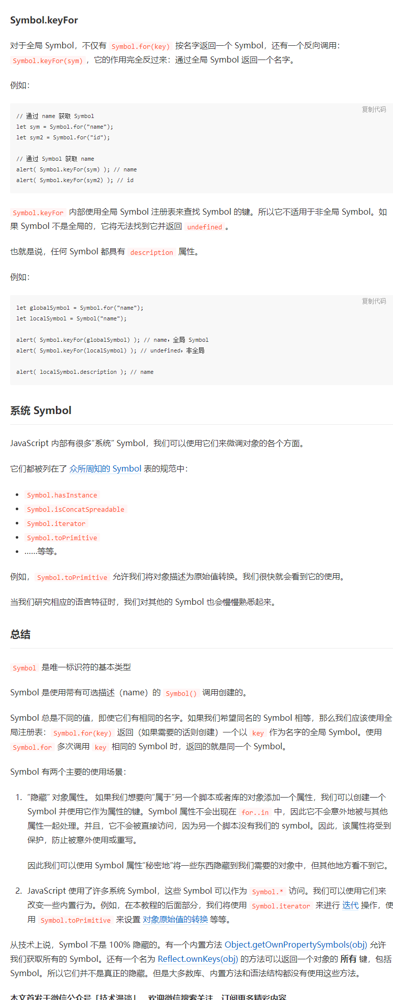 Symbol.keyFor
对于全局 Symbol，不仅有 Symbol.for(key) 按名字返回一个 Symbol，还有一个反向调用：
Symbol.keyFor(sym)，它的作用完全反过来：通过全局 Symbol 返回一个名字。
例如：
复制代码
// 通过 name 获取 Symbol
let sym = Symbol.for("name");
let sym2 = Symbol.for("id");
// 通过 Symbol 获取 name
alert( Symbol.keyFor(sym) ); // name
alert( Symbol.keyFor(sym2) ); // id
Symbol.keyFor 内部使用全局 Symbol 注册表来查找 Symbol 的键。所以它不适用于非全局 Symbol。如
果 Symbol 不是全局的，它将无法找到它并返回 undefined。
也就是说，任何 Symbol 都具有 description 属性。
例如：
复制代码
let globalSymbol = Symbol.for("name");
let localSymbol = Symbol("name");
alert( Symbol.keyFor(globalSymbol) ); // name，全局 Symbol
alert( Symbol.keyFor(localSymbol) ); // undefined，非全局
alert( localSymbol.description ); // name
系统 Symbol
JavaScript 内部有很多“系统” Symbol，我们可以使用它们来微调对象的各个方面。
它们都被列在了 众所周知的 Symbol 表的规范中：
• Symbol.hasInstance
• Symbol.isConcatSpreadable
• Symbol.iterator
• Symbol.toPrimitive
• ……等等。
例如，Symbol.toPrimitive 允许我们将对象描述为原始值转换。我们很快就会看到它的使用。
当我们研究相应的语言特征时，我们对其他的 Symbol 也会慢慢熟悉起来。
总结
Symbol 是唯一标识符的基本类型
Symbol 是使用带有可选描述（name）的 Symbol() 调用创建的。
Symbol 总是不同的值，即使它们有相同的名字。如果我们希望同名的 Symbol 相等，那么我们应该使用全
局注册表：Symbol.for(key) 返回（如果需要的话则创建）一个以 key 作为名字的全局 Symbol。使用
Symbol.for 多次调用 key 相同的 Symbol 时，返回的就是同一个 Symbol。
Symbol 有两个主要的使用场景：
1. “隐藏” 对象属性。 如果我们想要向“属于”另一个脚本或者库的对象添加一个属性，我们可以创建一个
Symbol 并使用它作为属性的键。Symbol 属性不会出现在 for..in 中，因此它不会意外地被与其他
属性一起处理。并且，它不会被直接访问，因为另一个脚本没有我们的 symbol。因此，该属性将受到
保护，防止被意外使用或重写。
因此我们可以使用 Symbol 属性“秘密地”将一些东西隐藏到我们需要的对象中，但其他地方看不到它。
2. JavaScript 使用了许多系统 Symbol，这些 Symbol 可以作为 Symbol.* 访问。我们可以使用它们来
改变一些内置行为。例如，在本教程的后面部分，我们将使用 Symbol.iterator 来进行 迭代 操作，使
用 Symbol.toPrimitive 来设置 对象原始值的转换 等等。
从技术上说，Symbol 不是 100% 隐藏的。有一个内置方法 Object.getOwnPropertySymbols(obj) 允许
我们获取所有的 Symbol。还有一个名为 Reflect.ownKeys(obj) 的方法可以返回一个对象的 所有 键，包括
Symbol。所以它们并不是真正的隐藏。但是大多数库、内置方法和语法结构都没有使用这些方法。
本文首发于微信公众号「技术漫谈」，欢迎微信搜索关注，订阅更多精彩内容